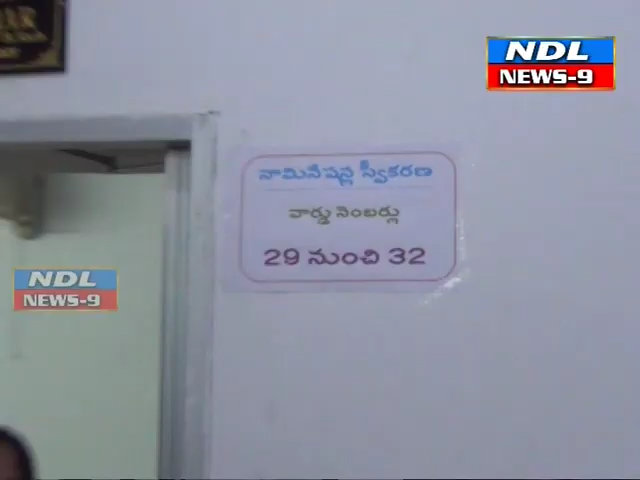 NDL
NEWS-9
నామినేషన్ల స్వీకరణ
వార్డు నెంబర్లు
29 నుంచి 32
NDL
NEWS-9